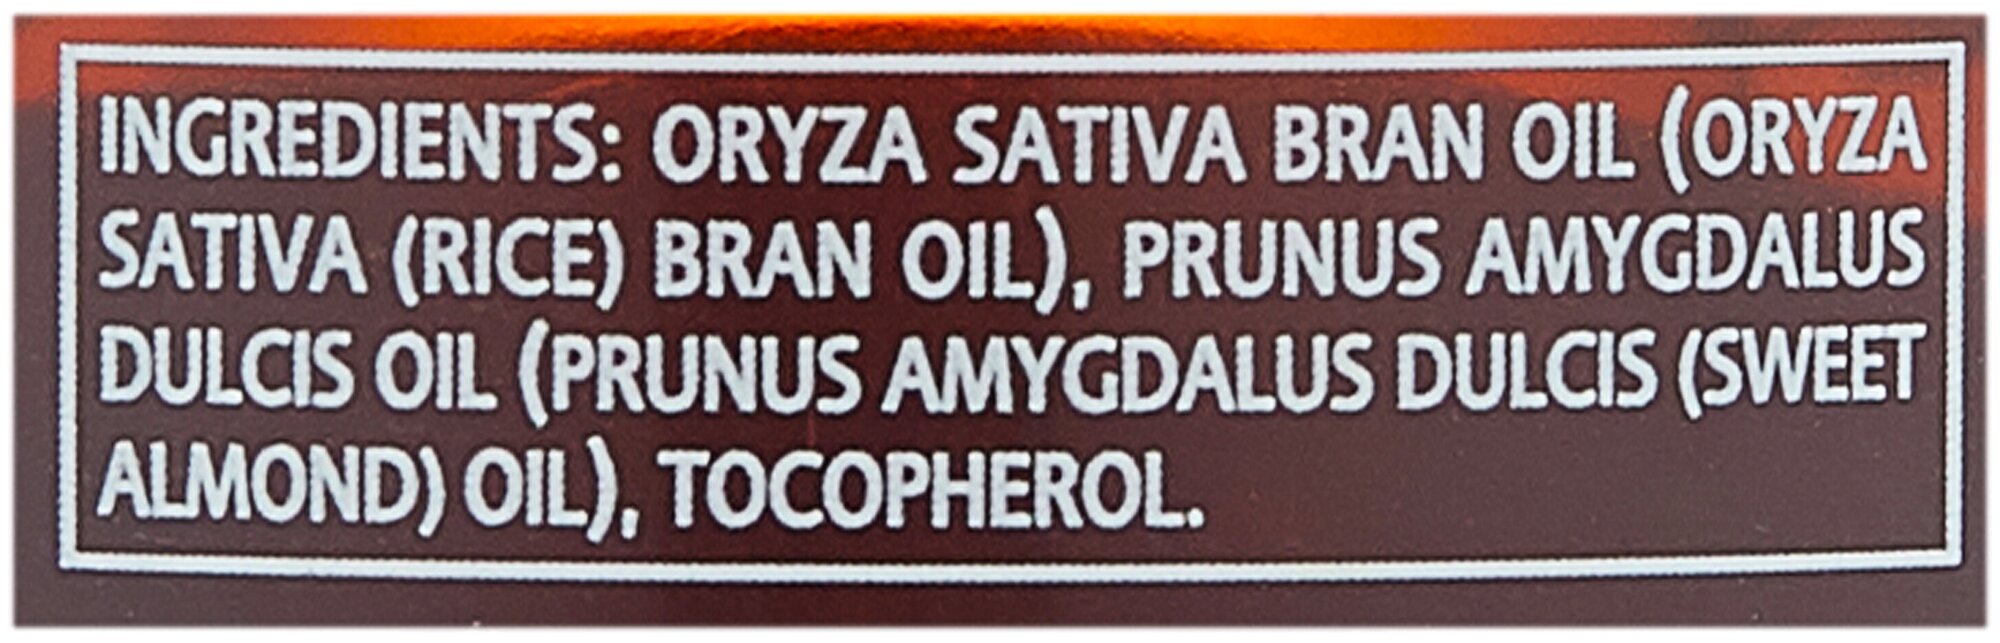 INGREDIENTS: ORYZA SATIVA BRAN OIL (ORYZA
SATIVA (RICE) BRAN OIL), PRUNUS AMYGDALUS
DULCIS OIL (PRUNUS AMYGDALUS DULCIS (SWEET
ALMOND) OIL), TOCOPHEROL.